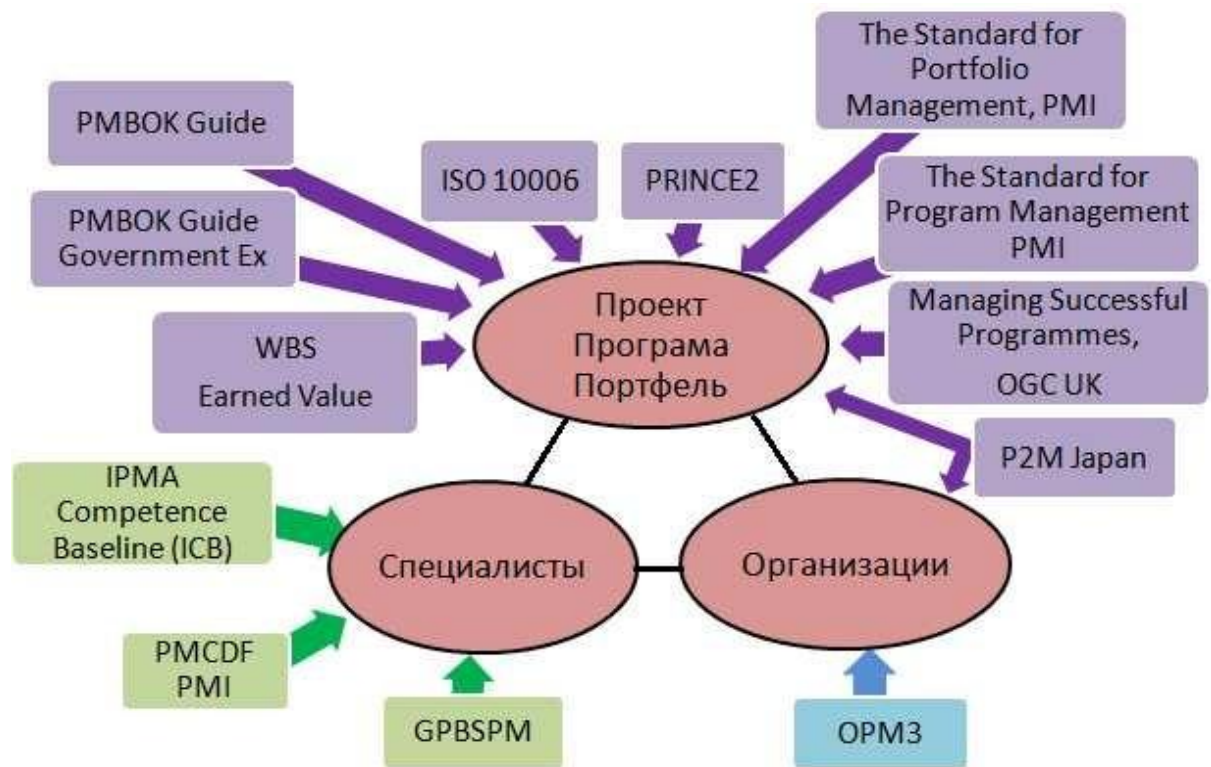 The Standard for
Portfolio
Management, PMI
PMBOK Guide
ISO 10006
PRINCE2
The Standard for
Program Management
PMI
PMBOK Guide
Government Ex
Проект
Програма
Портфель
Managing Successful
Programmes,
OGC UK
WBS
Earned Value
P2M Japan
IPMA
Competence
Baseline (ICB)
Специалисты
Организации
PMCDF
PMI
GPBSPM
OPM3